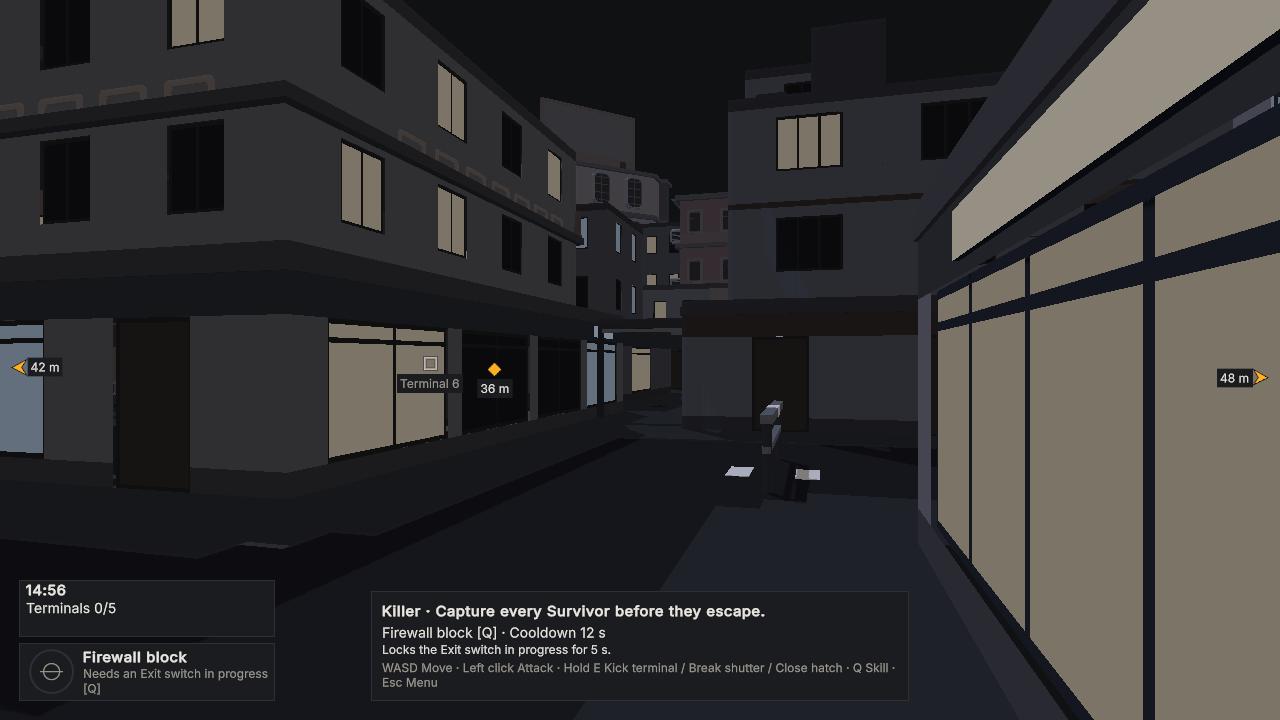 42 m
Terminal 6
36 m
48 m
14:56
Terminals 0/5
Firewall block
Needs an Exit switch in progress
[Q]
Killer · Capture every Survivor before they escape.
Firewall block [Q] · Cooldown 12 s
Locks the Exit switch in progress for 5 s.
WASD Move · Left click Attack · Hold E Kick terminal / Break shutter / Close hatch · Q Skill ·
Esc Menu